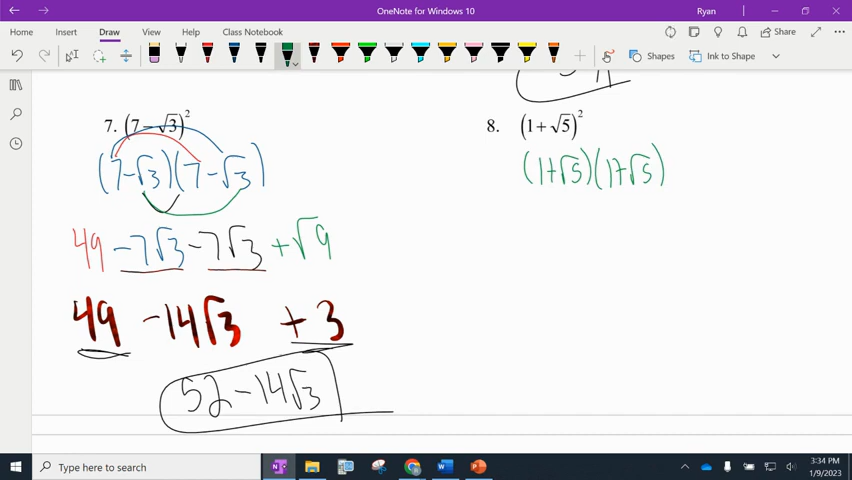 OneNote for Windows 10
Ryan
Home Insert Draw View Help Class Notebook
Share
Shapes
Ink to Shape
7. (7 − √3)²
(7-√3)(7-√3)
49 -7√3 -7√3 +√9
49 -14√3 +3
52-14√3
8. (1 + √5)²
(1+√5)(1+√5)
Type here to search
3:34 PM
1/9/2023